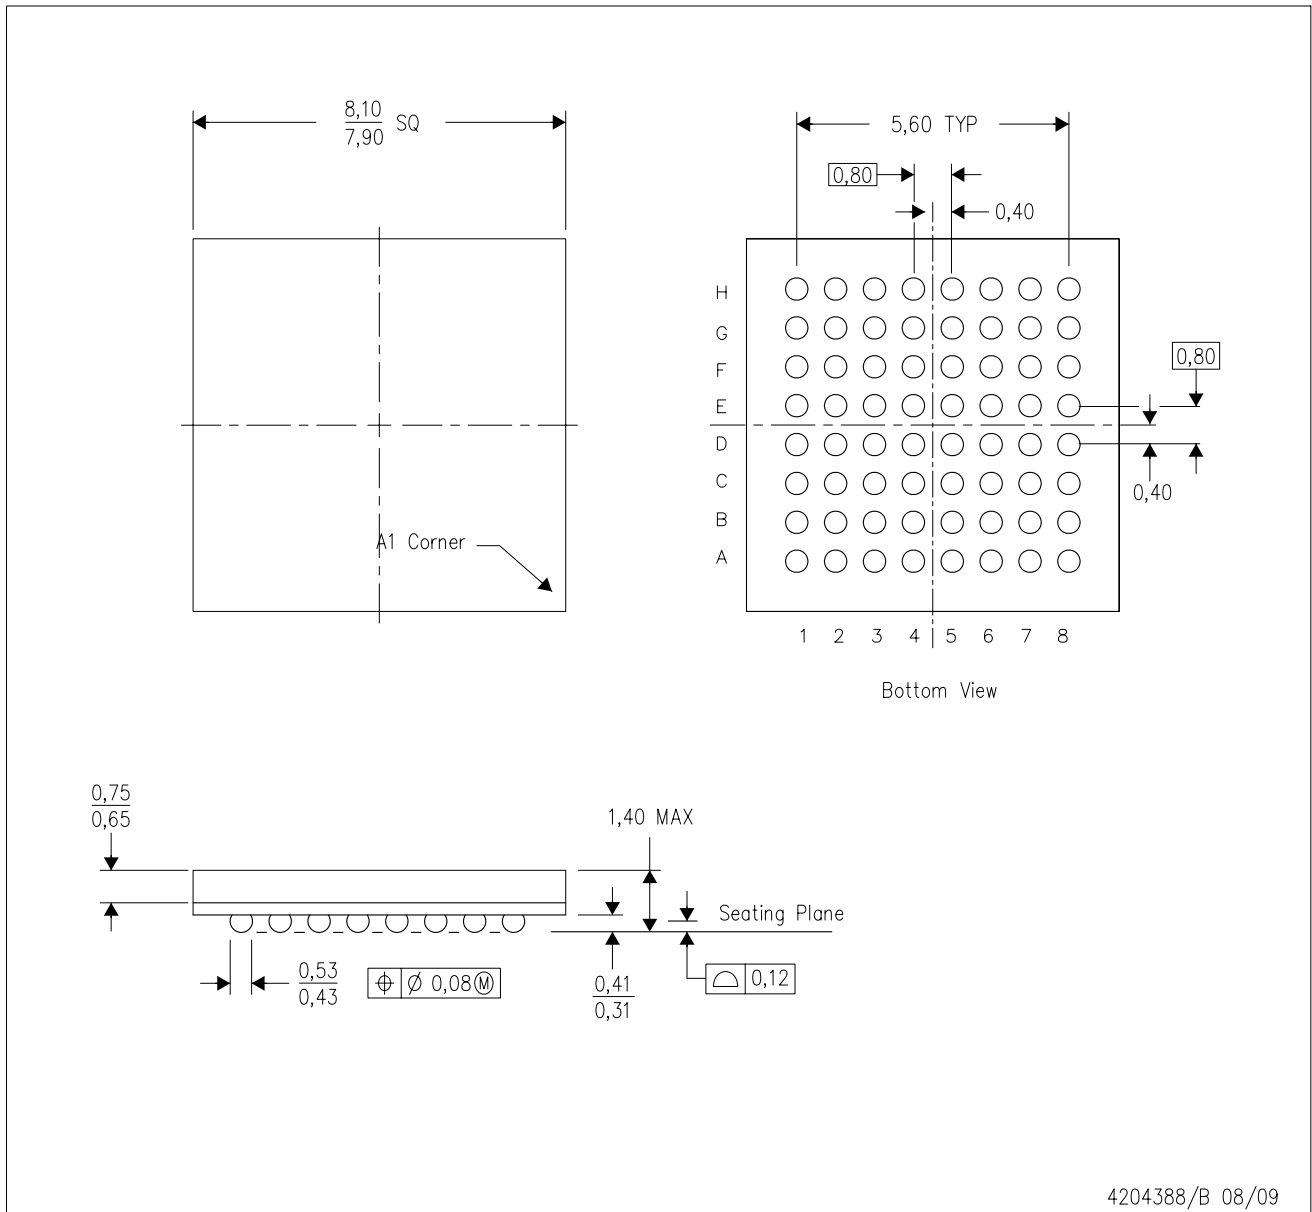 8,10
7,90 SQ
5,60 TYP
0,80
0,40
H
G
F
E
D
C
B
A
0,80
0,40
A1 Corner
1 2 3 4 5 6 7 8
Bottom View
0,75
0,65
1,40 MAX
Seating Plane
0,53
0,43
⌖ Ø 0,08Ⓜ
0,41
0,31
⌓ 0,12
4204388/B 08/09